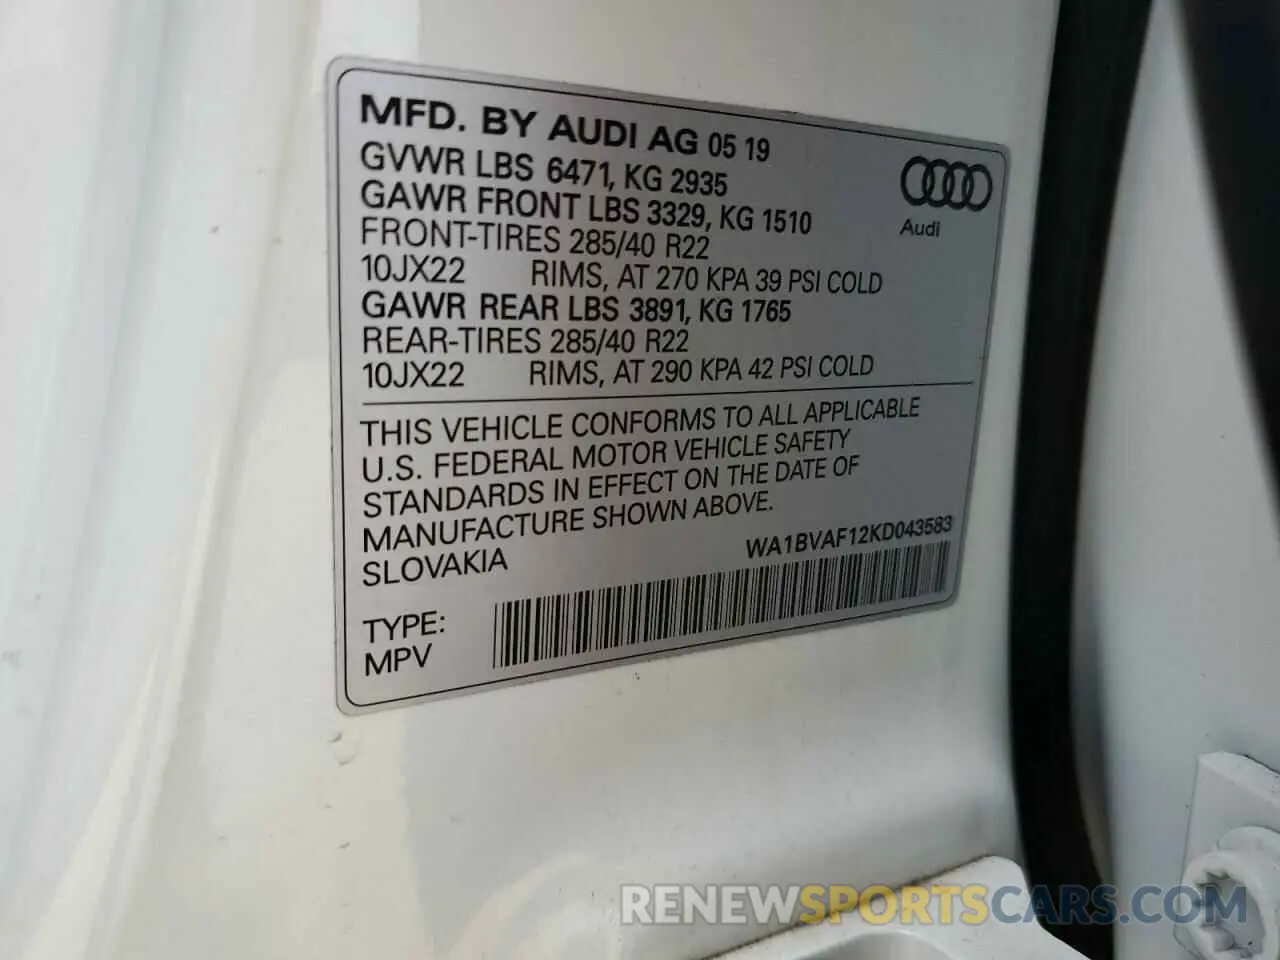 MFD. BY AUDI AG 05 19
GVWR LBS 6471, KG 2935
GAWR FRONT LBS 3329, KG 1510
FRONT-TIRES 285/40 R22
10JX22 RIMS, AT 270 KPA 39 PSI COLD
GAWR REAR LBS 3891, KG 1765
REAR-TIRES 285/40 R22
10JX22 RIMS, AT 290 KPA 42 PSI COLD
Audi
THIS VEHICLE CONFORMS TO ALL APPLICABLE
U.S. FEDERAL MOTOR VEHICLE SAFETY
STANDARDS IN EFFECT ON THE DATE OF
MANUFACTURE SHOWN ABOVE.
SLOVAKIA
WA1BVAF12KD043583
TYPE:
MPV
RENEWSPORTSCARS.COM